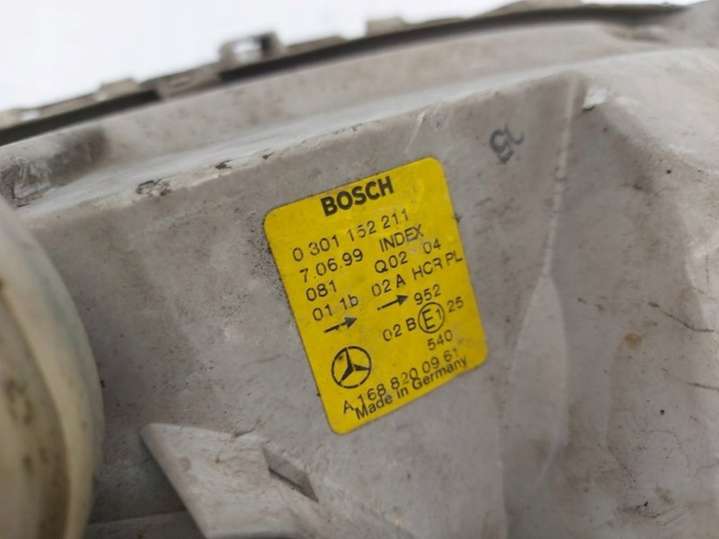 BOSCH
0 301 152 211
7.06.99 INDEX
081 Q02 04
01 1b 02 A HCR PL
→ → 952
02 B E1 25
540
A 168 820 09 61
Made in Germany